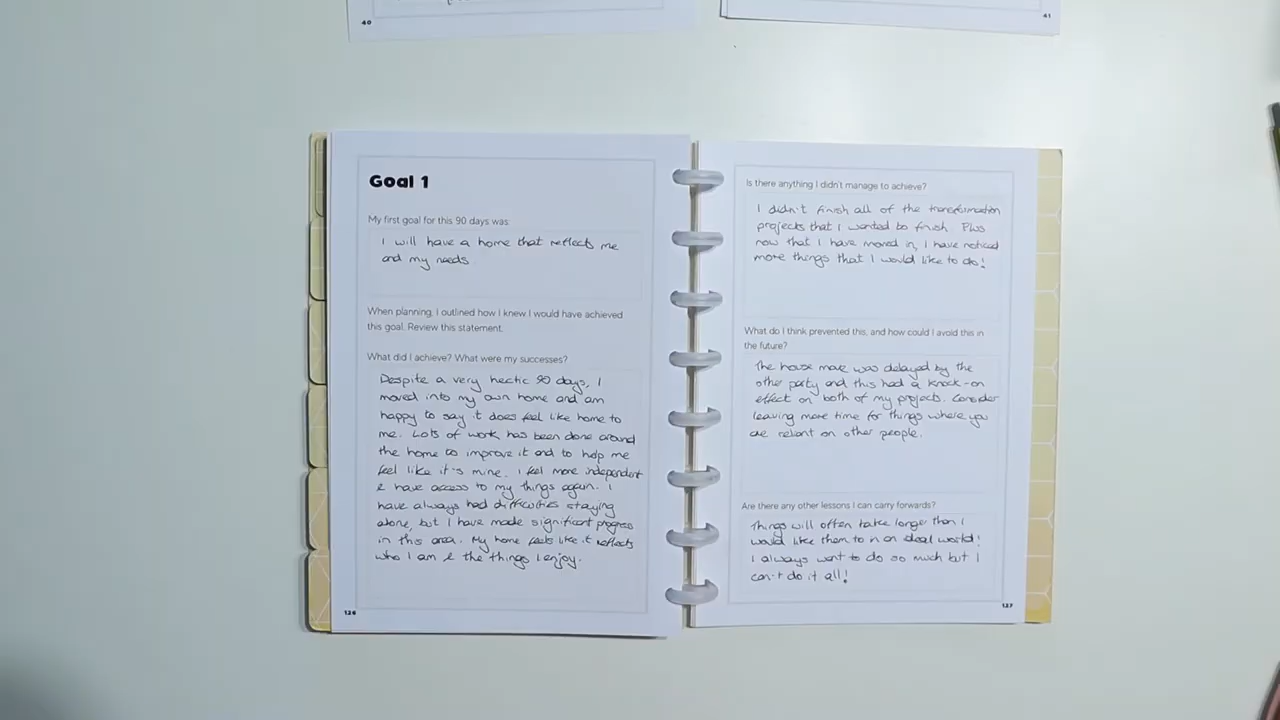 40
41
Goal 1
My first goal for this 90 days was:
I will have a home that reflects me
and my needs
When planning, I outlined how I knew I would have achieved
this goal. Review this statement.
What did I achieve? What were my successes?
Despite a very hectic 90 days, I
moved into my own home and am
happy to say it does feel like home to
me. Lots of work has been done around
the home to improve it and to help me
feel like it's mine. I feel more independent
& have access to my things again. I
have always had difficulties staying
alone, but I have made significant progress
in this area. My home feels like it reflects
who I am & the things I enjoy.
126
Is there anything I didn't manage to achieve?
I didn't finish all of the transformation
projects that I wanted to finish. Plus
now that I have moved in, I have noticed
more things that I would like to do!
What do I think prevented this, and how could I avoid this in
the future?
The house move was delayed by the
other party and this had a knock-on
effect on both of my projects. Consider
leaving more time for things where you
are reliant on other people.
Are there any other lessons I can carry forwards?
Things will often take longer than I
would like them to in an ideal world!
I always want to do so much but I
can't do it all!
127